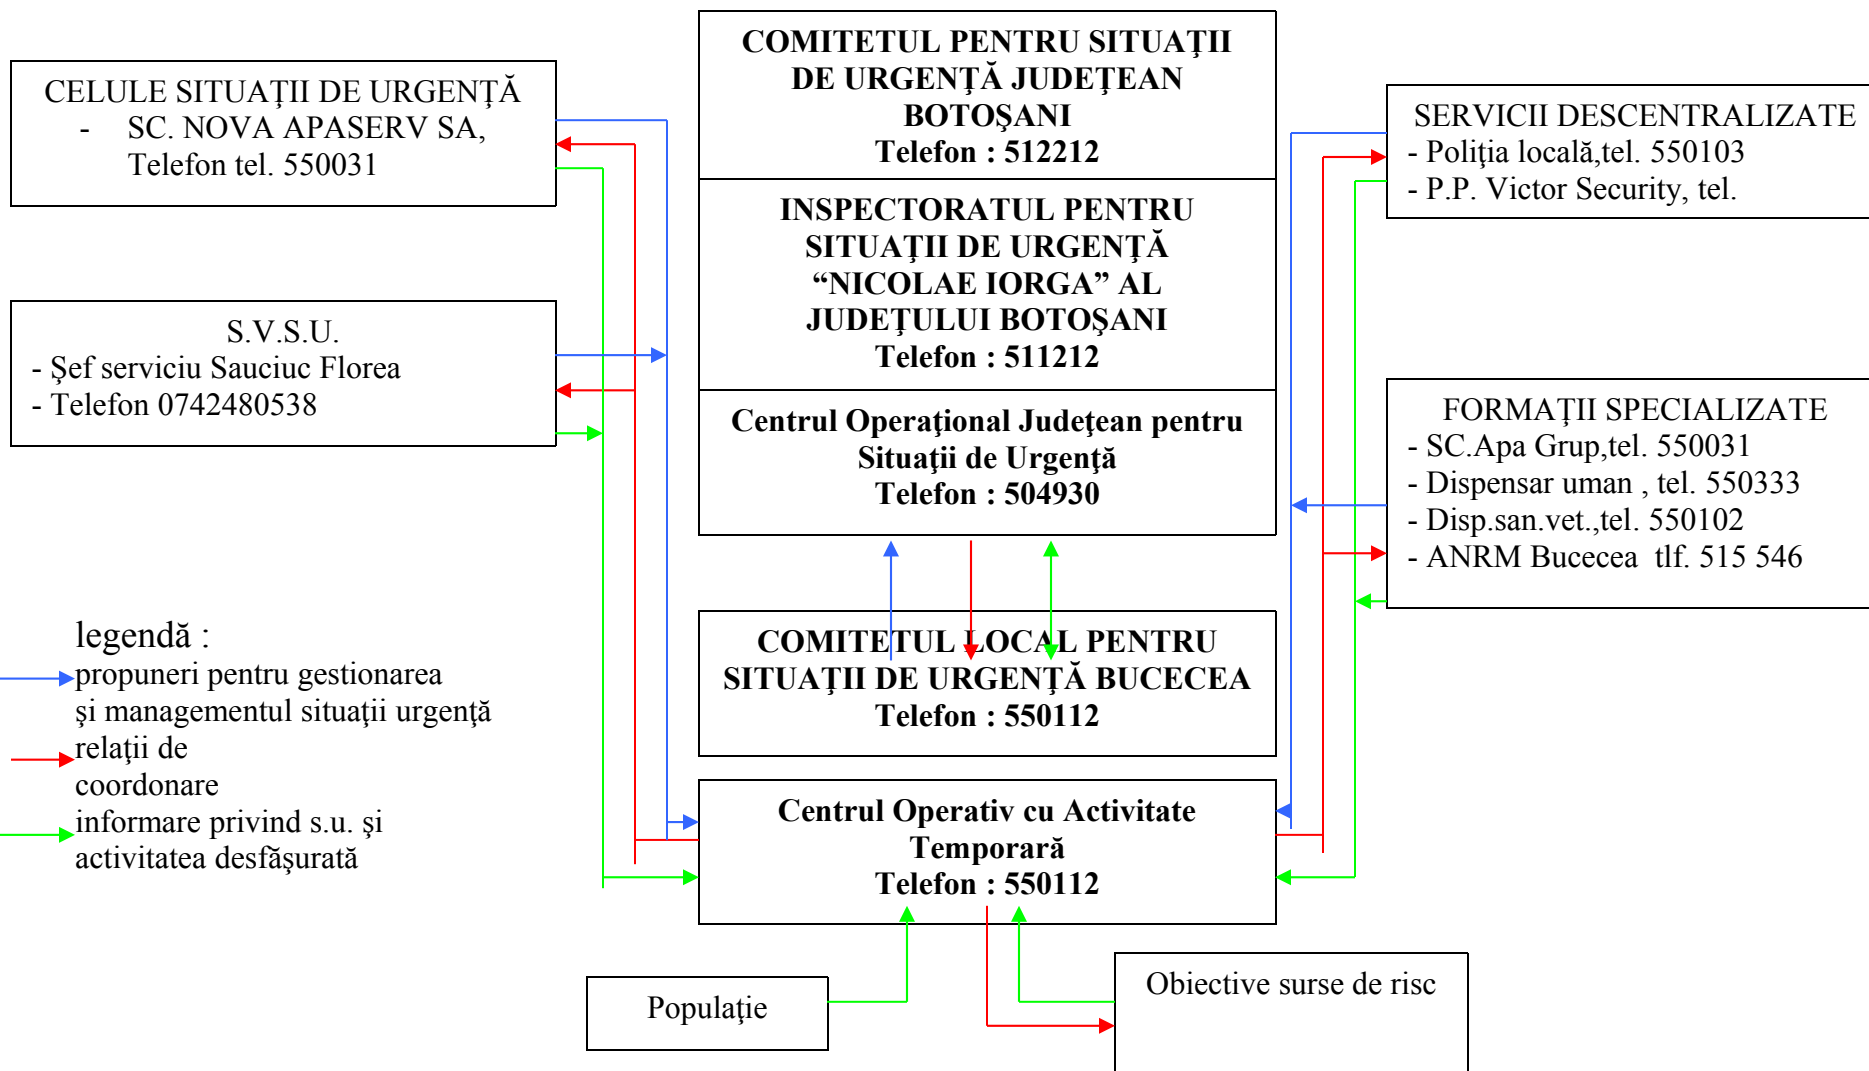 COMITETUL PENTRU SITUAŢII
DE URGENŢĂ JUDEŢEAN
BOTOŞANI
Telefon : 512212
INSPECTORATUL PENTRU
SITUAŢII DE URGENŢĂ
“NICOLAE IORGA” AL
JUDEŢULUI BOTOŞANI
Telefon : 511212
Centrul Operaţional Judeţean pentru
Situaţii de Urgenţă
Telefon : 504930
CELULE SITUAŢII DE URGENŢĂ
- SC. NOVA APASERV SA,
Telefon tel. 550031
S.V.S.U.
- Şef serviciu Sauciuc Florea
- Telefon 0742480538
SERVICII DESCENTRALIZATE
- Poliţia locală,tel. 550103
- P.P. Victor Security, tel.
FORMAŢII SPECIALIZATE
- SC.Apa Grup,tel. 550031
- Dispensar uman , tel. 550333
- Disp.san.vet.,tel. 550102
- ANRM Bucecea tlf. 515 546
COMITETUL LOCAL PENTRU
SITUAŢII DE URGENŢĂ BUCECEA
Telefon : 550112
legendă :
propuneri pentru gestionarea
şi managementul situaţii urgenţă
relaţii de
coordonare
informare privind s.u. şi
activitatea desfăşurată
Centrul Operativ cu Activitate
Temporară
Telefon : 550112
Populaţie
Obiective surse de risc